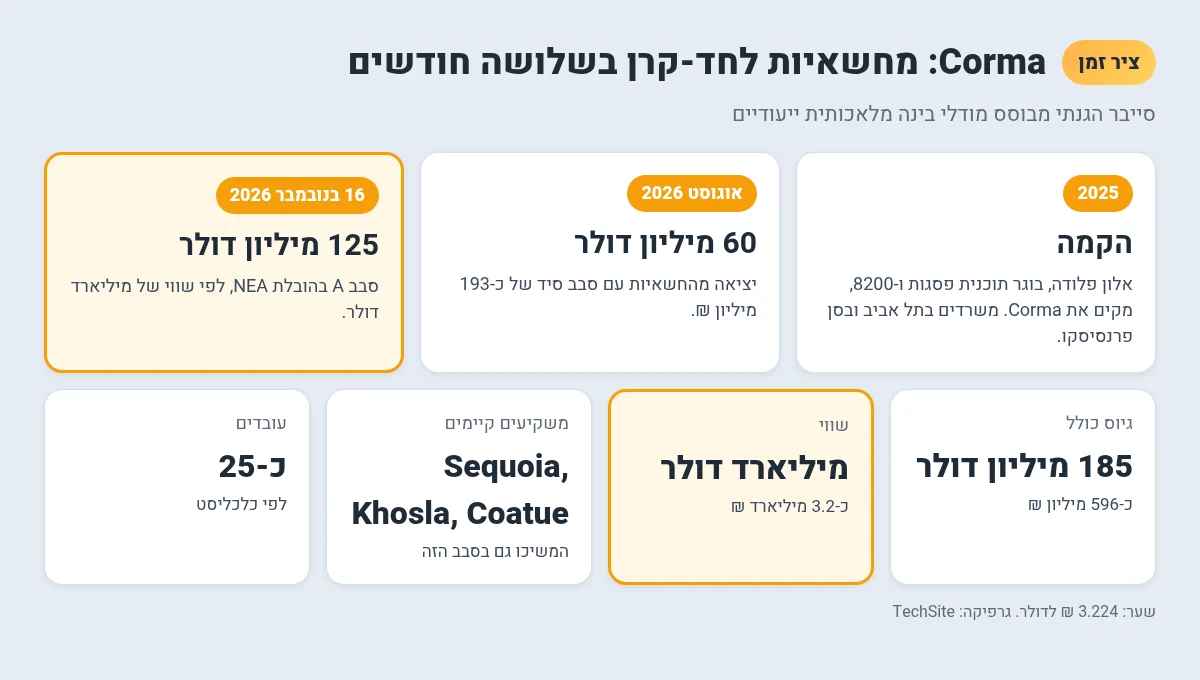 ציר זמן
Corma: מחשאיות לחד-קרן בשלושה חודשים
סייבר הגנתי מבוסס מודלי בינה מלאכותית ייעודיים
2025
הקמה
אלון פלודה, בוגר תוכנית פסגות ו-8200,
מקים את Corma. משרדים בתל אביב ובסן
פרנסיסקו.
אוגוסט 2026
60 מיליון דולר
יציאה מהחשאיות עם סבב סיד של כ-193
מיליון ₪.
16 בנובמבר 2026
125 מיליון דולר
סבב A בהובלת NEA, לפי שווי של מיליארד
דולר.
גיוס כולל
185 מיליון דולר
כ-596 מיליון ₪
שווי
מיליארד דולר
כ-3.2 מיליארד ₪
משקיעים קיימים
Sequoia,
Khosla, Coatue
המשיכו גם בסבב הזה
עובדים
כ-25
לפי כלכליסט
שער: 3.224 ₪ לדולר. גרפיקה: TechSite